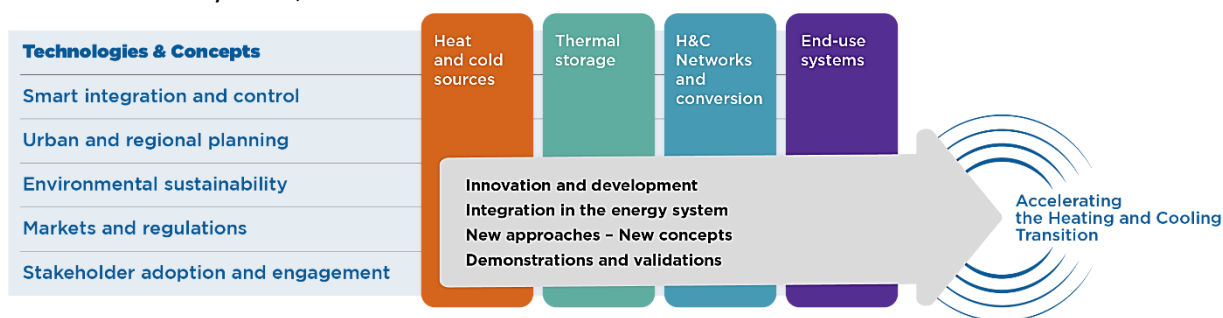 Technologies & Concepts
Smart integration and control
Urban and regional planning
Environmental sustainability
Markets and regulations
Stakeholder adoption and engagement
Heat
and cold
sources
Thermal
storage
H&C
Networks
and
conversion
End-use
systems
Innovation and development
Integration in the energy system
New approaches – New concepts
Demonstrations and validations
Accelerating
the Heating and Cooling
Transition